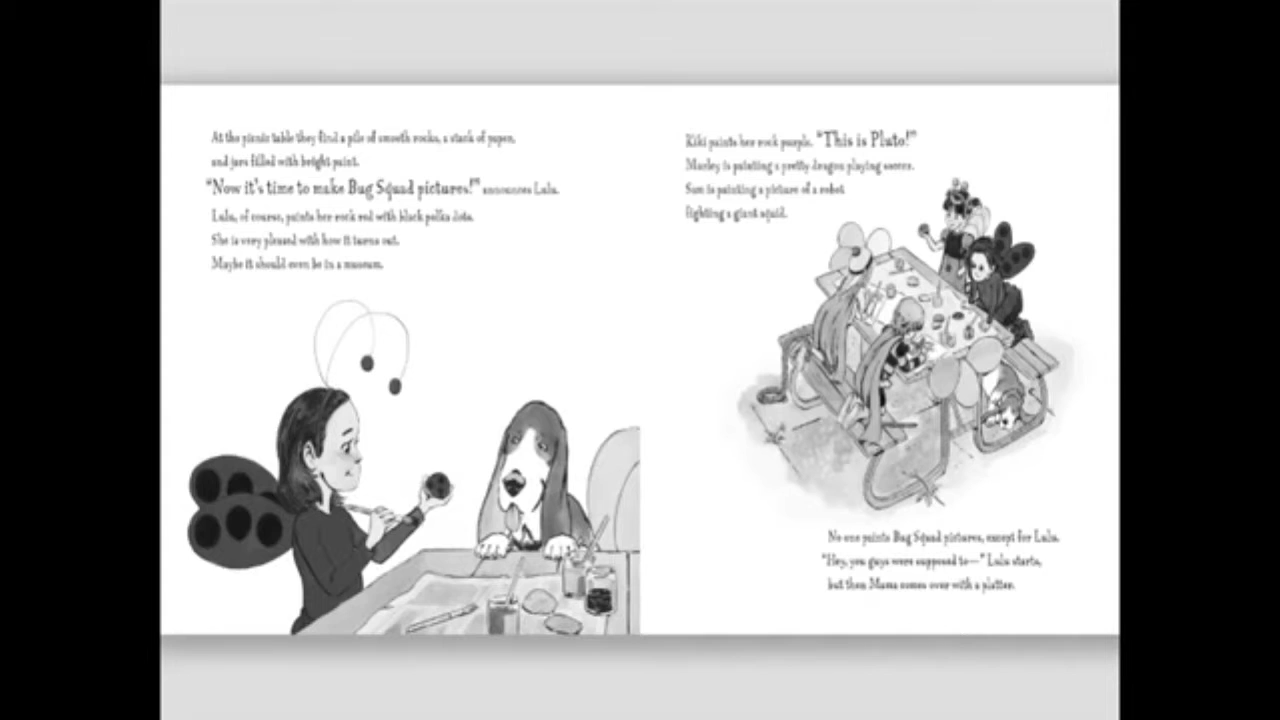 At the picnic table they find a pile of smooth rocks, a stack of paper,
and jars filled with bright paint.
"Now it's time to make Bug Squad pictures!" announces Lulu.
Lulu, of course, paints her rock red with black polka dots.
She is very pleased with how it turns out.
Maybe it should even be in a museum.
Kiki paints her rock purple. "This is Pluto!"
Marley is painting a pretty dragon playing soccer.
Sam is painting a picture of a robot
fighting a giant squid.
No one paints Bug Squad pictures, except for Lulu.
"Hey, you guys were supposed to—" Lulu starts,
but then Mama comes over with a platter.